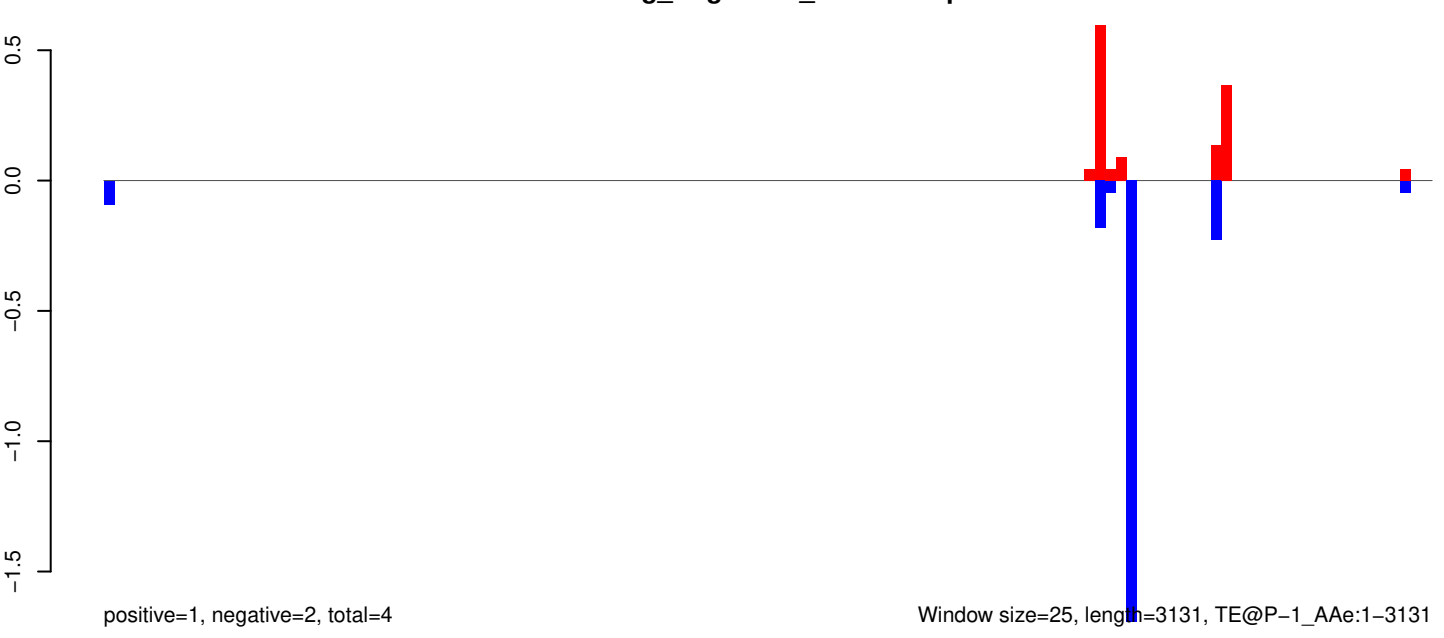 0.5
0.0
−0.5
−1.0
−1.5
positive=1, negative=2, total=4
Window size=25, length=3131, TE@P−1_AAe:1−3131